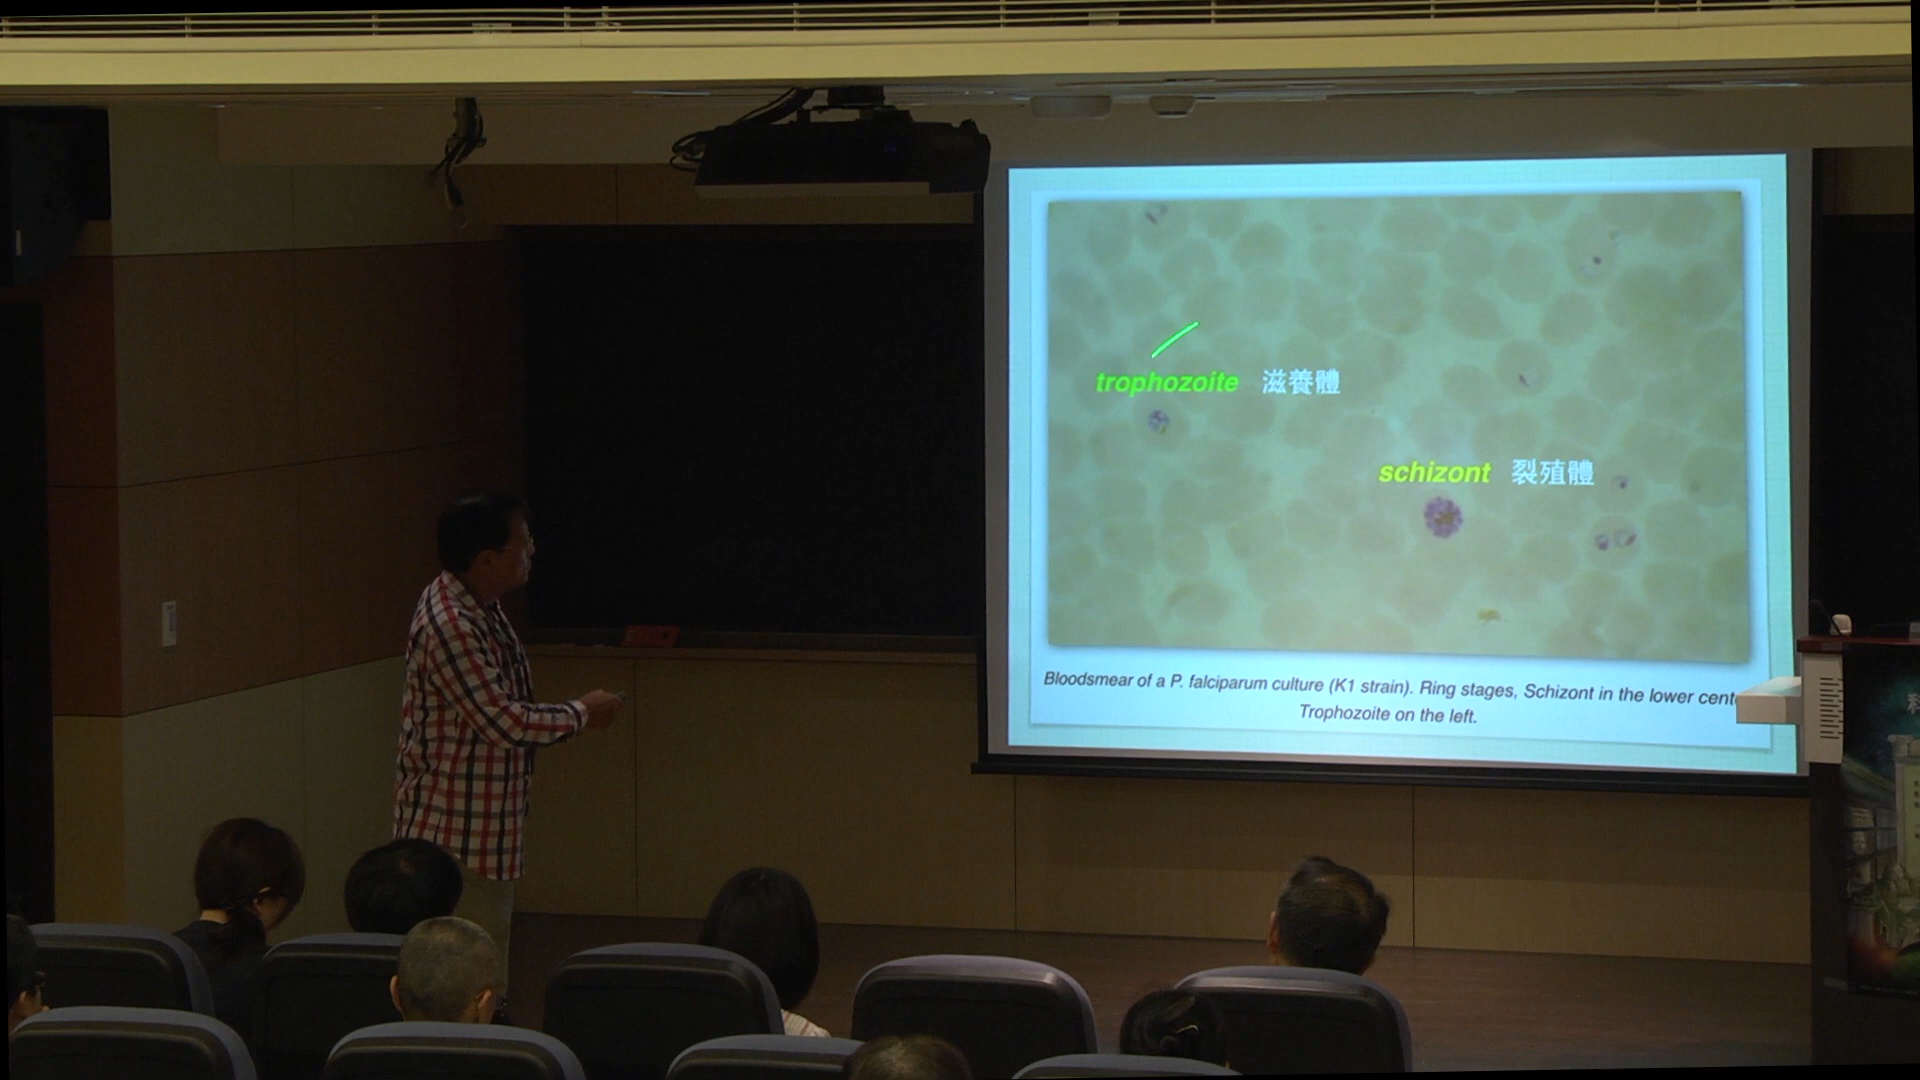 trophozoite 滋養體
schizont 裂殖體
Bloodsmear of a P. falciparum culture (K1 strain). Ring stages, Schizont in the lower
Trophozoite on the left.